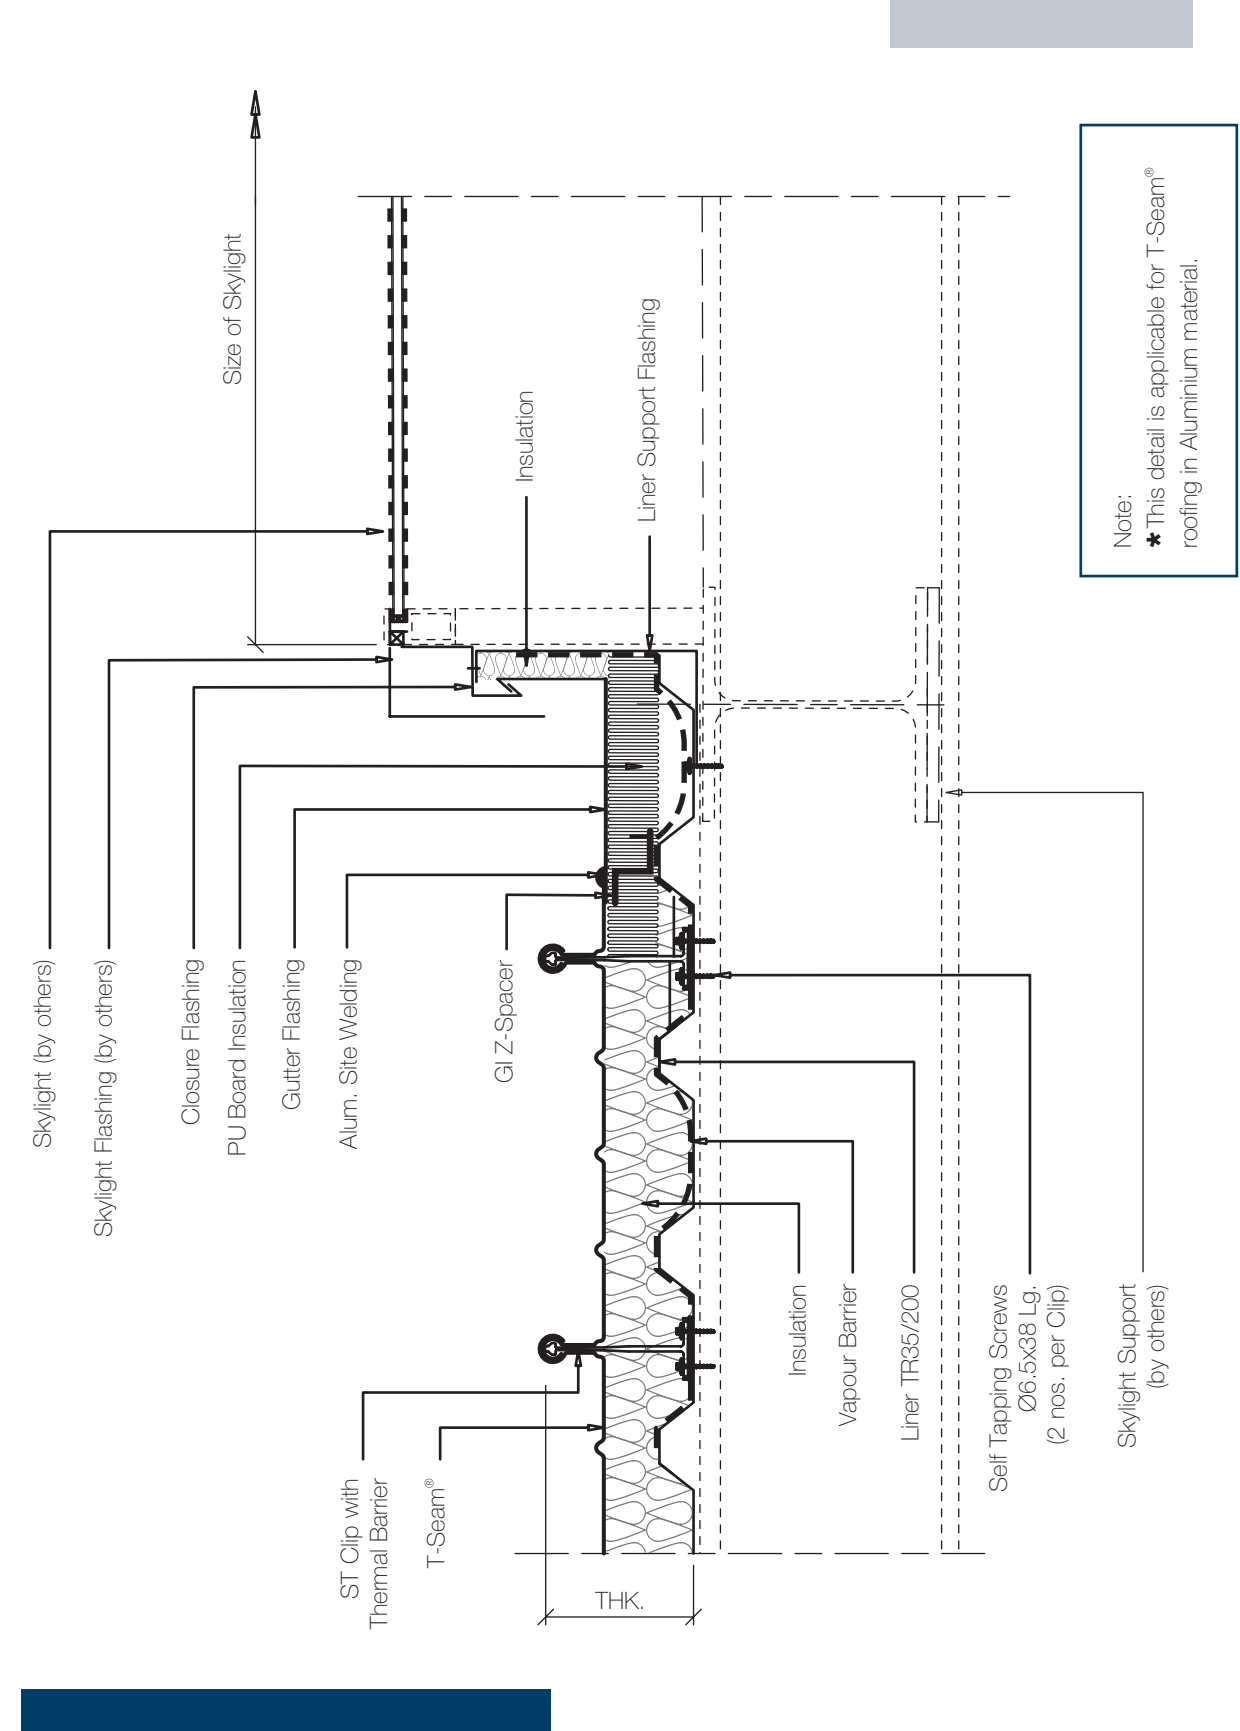 Size of Skylight
Skylight (by others)
Skylight Flashing (by others)
Closure Flashing
PU Board Insulation
Gutter Flashing
Alum. Site Welding
GI Z-Spacer
Insulation
Liner Support Flashing
ST Clip with
Thermal Barrier
T-Seam®
THK.
Insulation
Vapour Barrier
Liner TR35/200
Self Tapping Screws
Ø6.5x38 Lg.
(2 nos. per Clip)
Skylight Support
(by others)
Note:
* This detail is applicable for T-Seam®
roofing in Aluminium material.